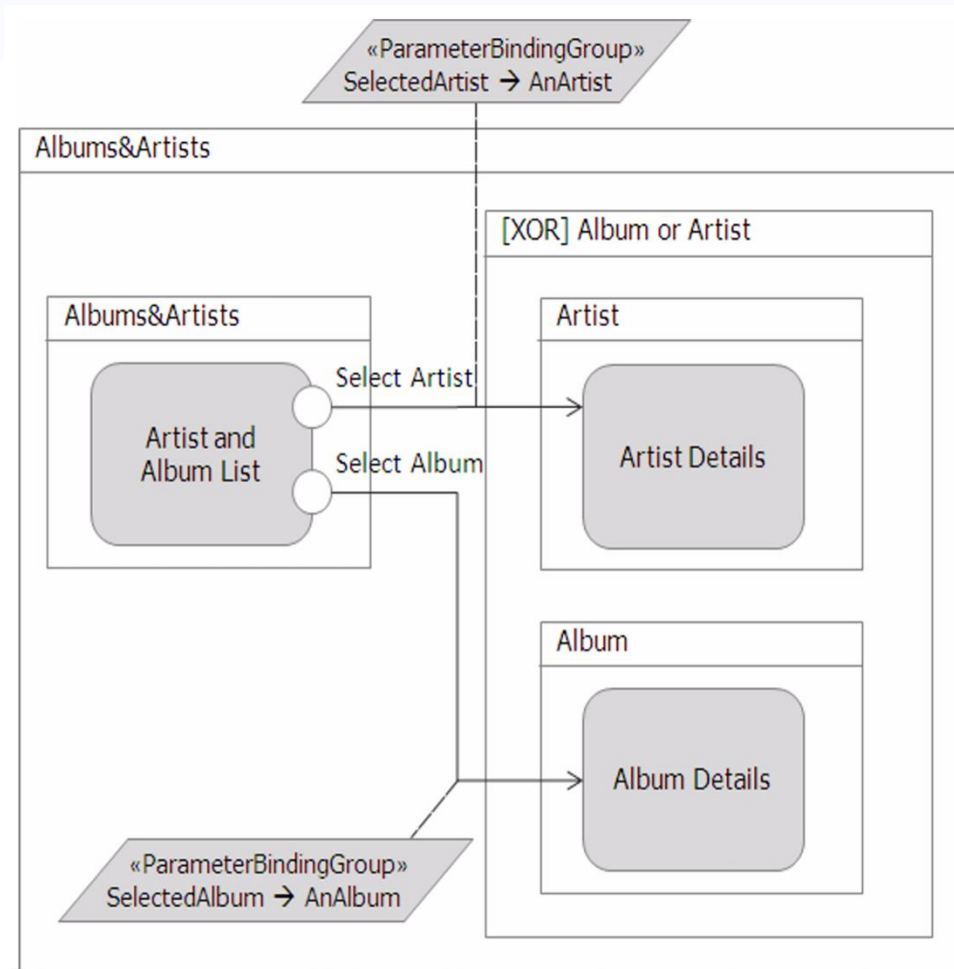 «ParameterBindingGroup»
SelectedArtist → AnArtist
Albums&Artists
[XOR] Album or Artist
Albums&Artists
Artist
Select Artist
Artist and
Album List
Artist Details
Select Album
Album
Album Details
«ParameterBindingGroup»
SelectedAlbum → AnAlbum